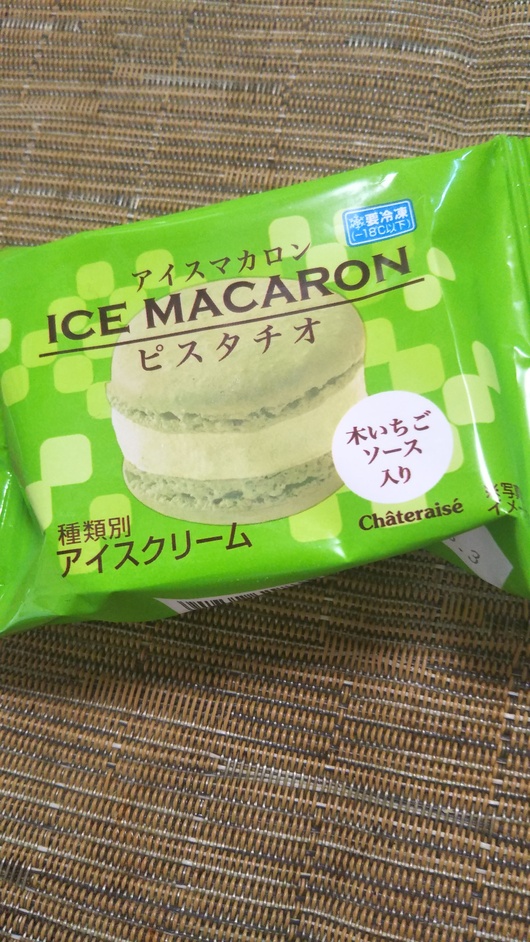 要冷凍
(-18℃以下)
アイスマカロン
ICE MACARON
ピスタチオ
木いちご
ソース
入り
Châteraisé
種類別
アイスクリーム